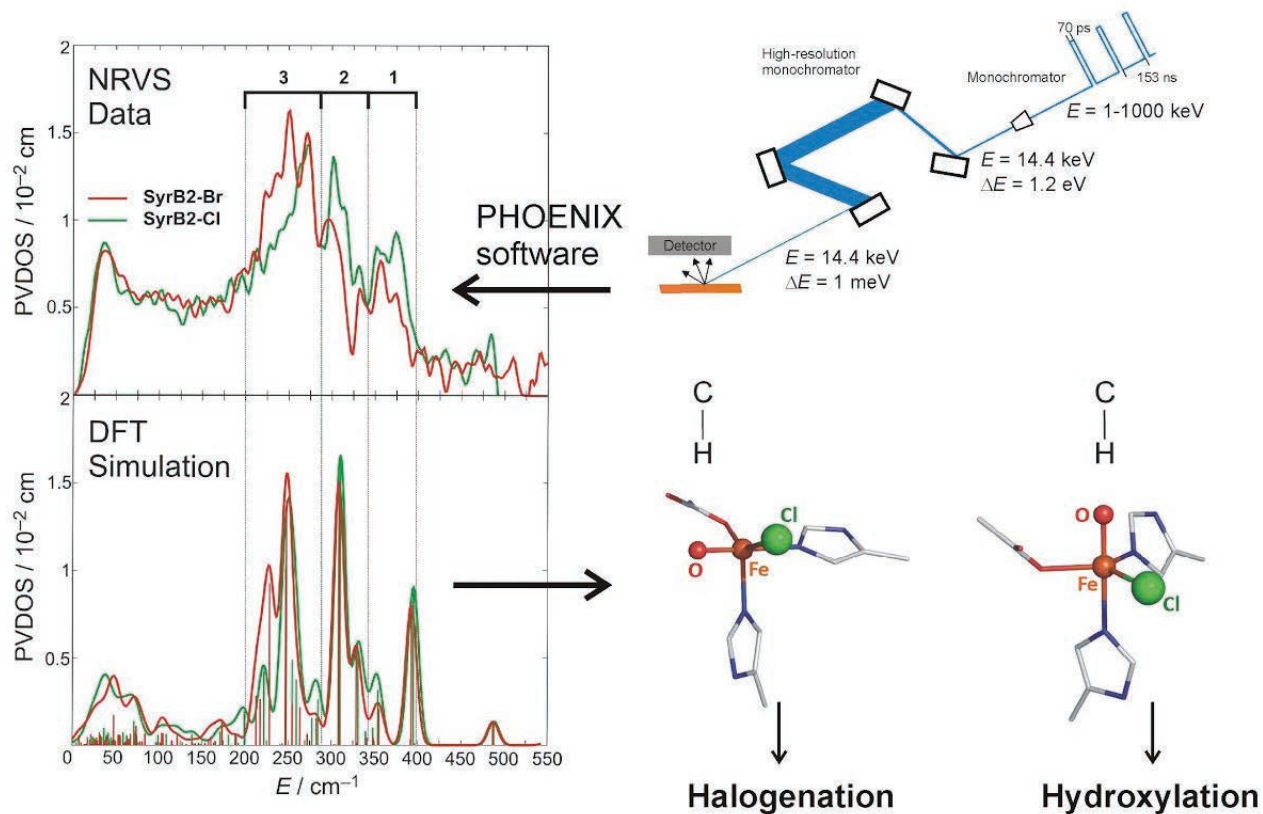 2
NRVS
Data
3
2
1
1.5
SyrB2-Br
SyrB2-Cl
1
0.5
PVDOS / 10⁻² cm
2
DFT
Simulation
1.5
1
0.5
PVDOS / 10⁻² cm
0 50 100 150 200 250 300 350 400 450 500 550
E / cm⁻¹
PHOENIX
software
High-resolution
monochromator
Monochromator
70 ps
153 ns
E = 1-1000 keV
E = 14.4 keV
ΔE = 1.2 eV
Detector
E = 14.4 keV
ΔE = 1 meV
C
H
O
Cl
Fe
Halogenation
C
H
O
Fe
Cl
Hydroxylation